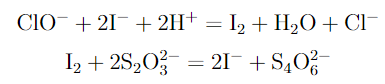 ClO⁻ + 2I⁻ + 2H⁺ = I₂ + H₂O + Cl⁻
I₂ + 2S₂O₃²⁻ = 2I⁻ + S₄O₆²⁻